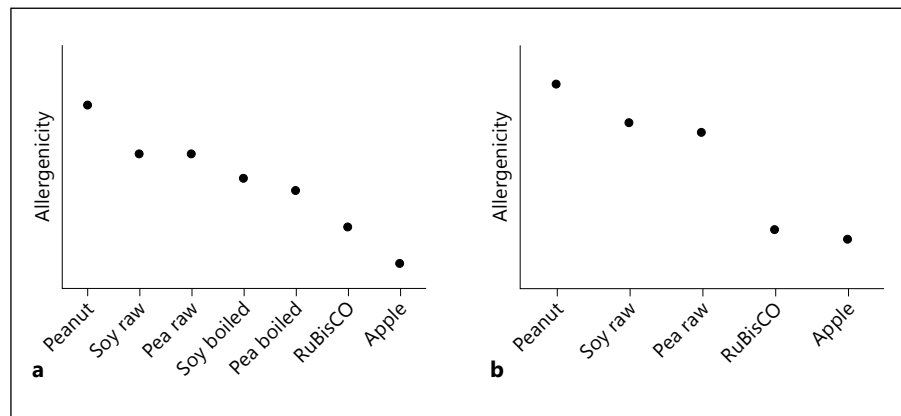 Allergenicity
Peanut
Soy raw
Pea raw
Soy boiled
Pea boiled
RuBisCO
Apple
a
Allergenicity
Peanut
Soy raw
Pea raw
RuBisCO
Apple
b